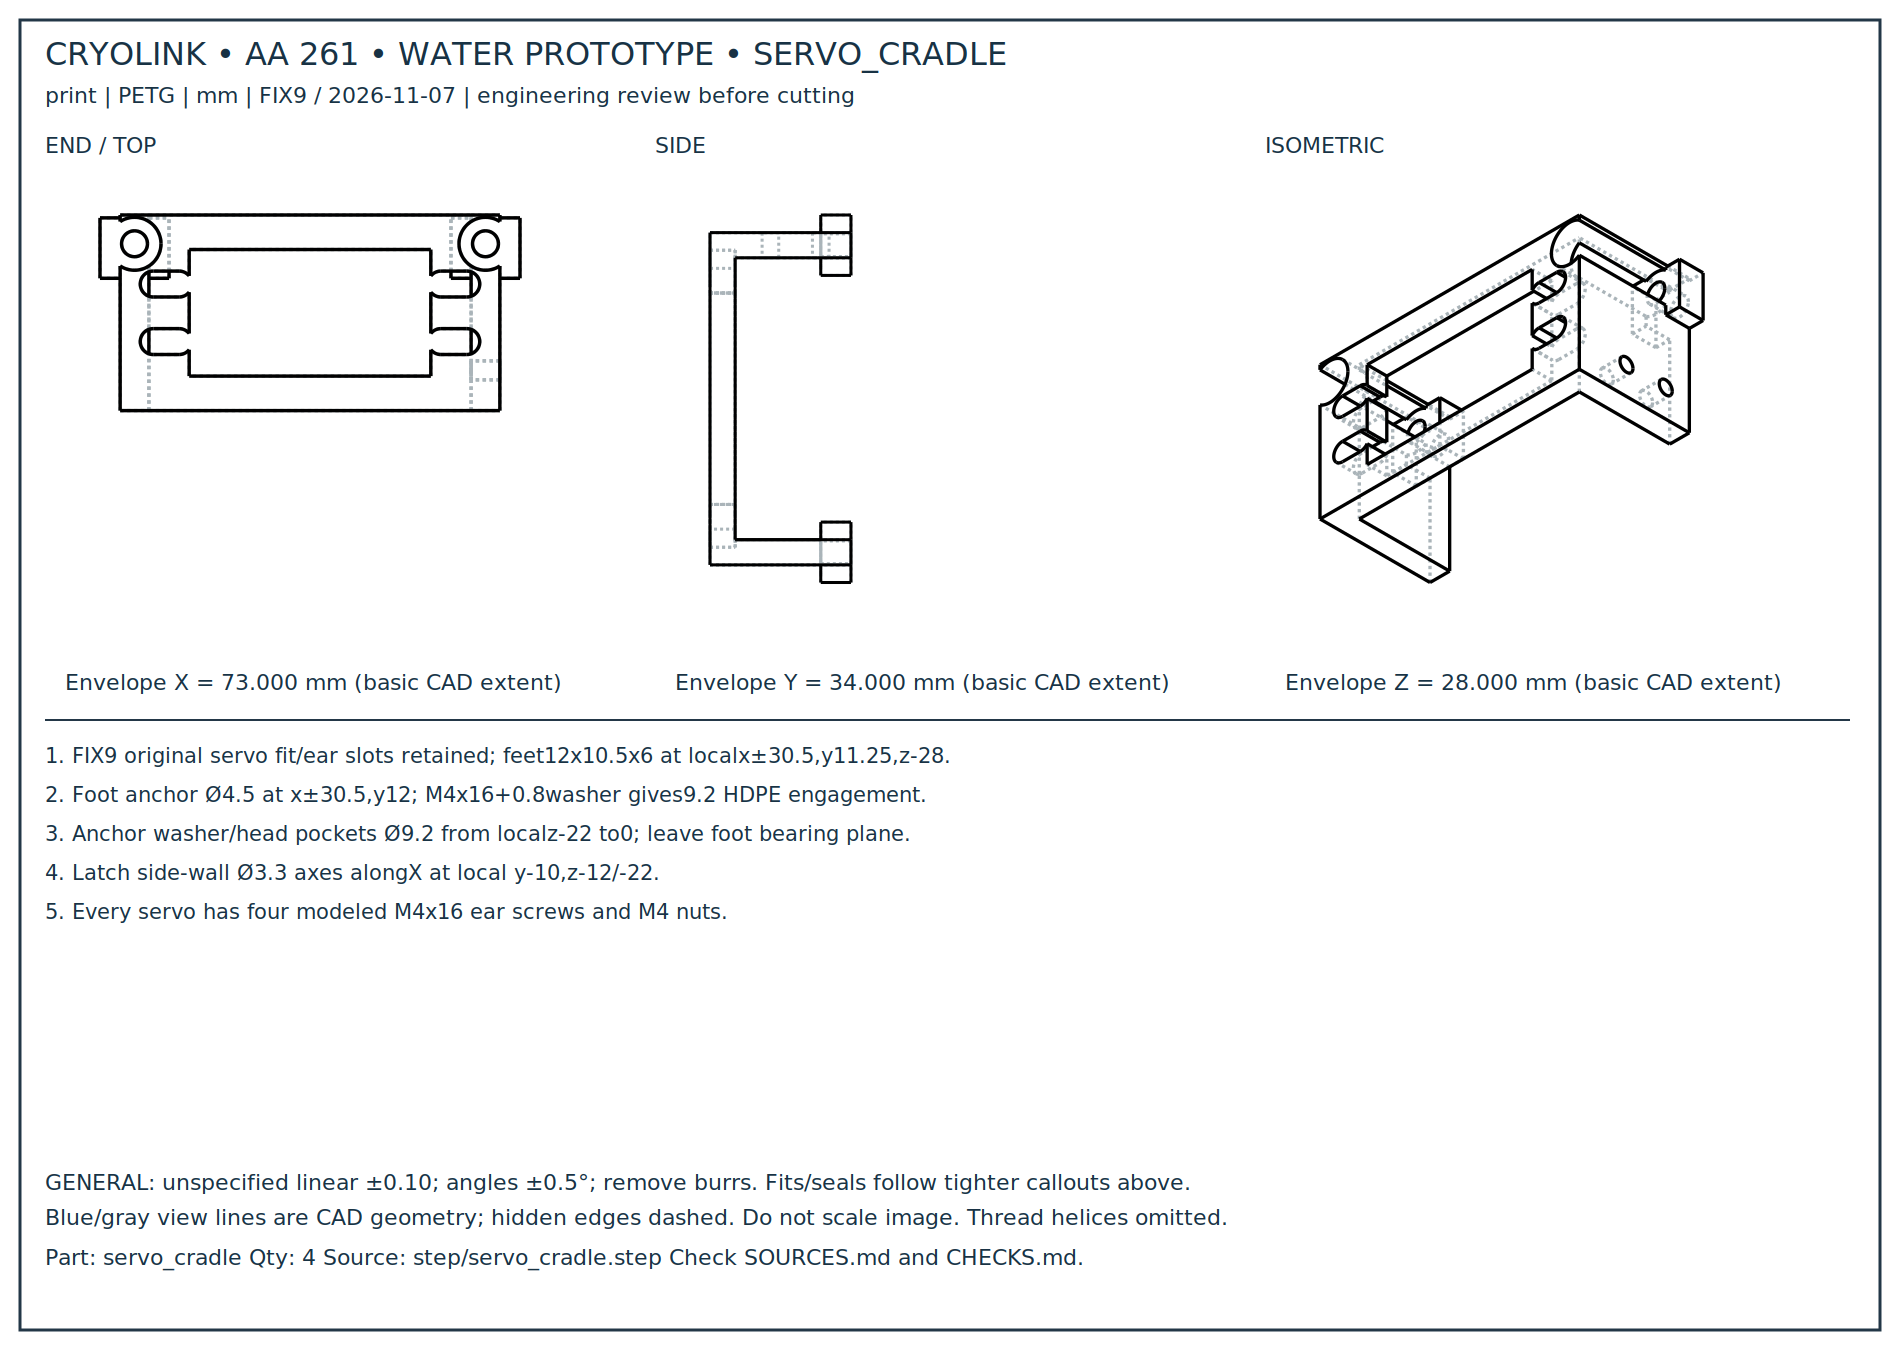 CRYOLINK • AA 261 • WATER PROTOTYPE • SERVO_CRADLE
print | PETG | mm | FIX9 / 2026-11-07 | engineering review before cutting
END / TOP
SIDE
ISOMETRIC
Envelope X = 73.000 mm (basic CAD extent)
Envelope Y = 34.000 mm (basic CAD extent)
Envelope Z = 28.000 mm (basic CAD extent)
1. FIX9 original servo fit/ear slots retained; feet12x10.5x6 at localx±30.5,y11.25,z-28.
2. Foot anchor Ø4.5 at x±30.5,y12; M4x16+0.8washer gives9.2 HDPE engagement.
3. Anchor washer/head pockets Ø9.2 from localz-22 to0; leave foot bearing plane.
4. Latch side-wall Ø3.3 axes alongX at local y-10,z-12/-22.
5. Every servo has four modeled M4x16 ear screws and M4 nuts.
GENERAL: unspecified linear ±0.10; angles ±0.5°; remove burrs. Fits/seals follow tighter callouts above.
Blue/gray view lines are CAD geometry; hidden edges dashed. Do not scale image. Thread helices omitted.
Part: servo_cradle Qty: 4 Source: step/servo_cradle.step Check SOURCES.md and CHECKS.md.